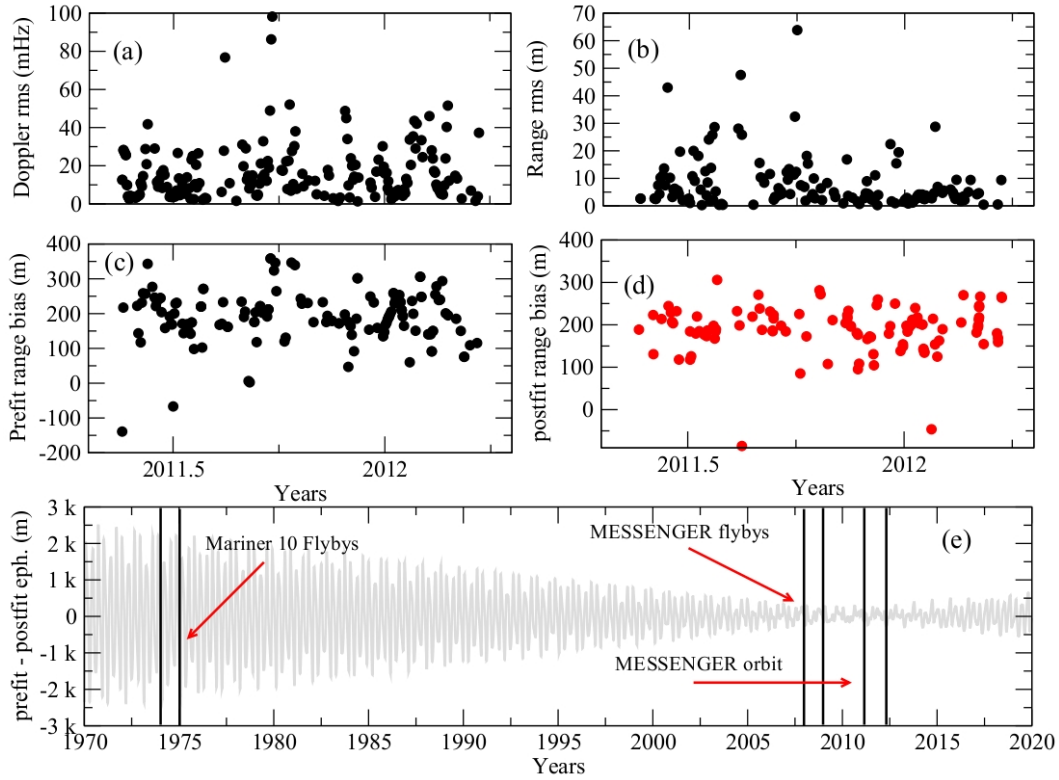 100
80
60
40
20
0
Doppler rms (mHz)
(a)
70
60
50
40
30
20
10
0
Range rms (m)
(b)
400
300
200
100
0
-100
-200
Prefit range bias (m)
(c)
2011.5 2012
Years
400
300
200
100
0
postfit range bias (m)
(d)
2011.5 2012
Years
3 k
2 k
1 k
0
-1 k
-2 k
-3 k
prefit - postfit eph. (m)
Mariner 10 Flybys
MESSENGER flybys
(e)
MESSENGER orbit
1970 1975 1980 1985 1990 1995 2000 2005 2010 2015 2020
Years